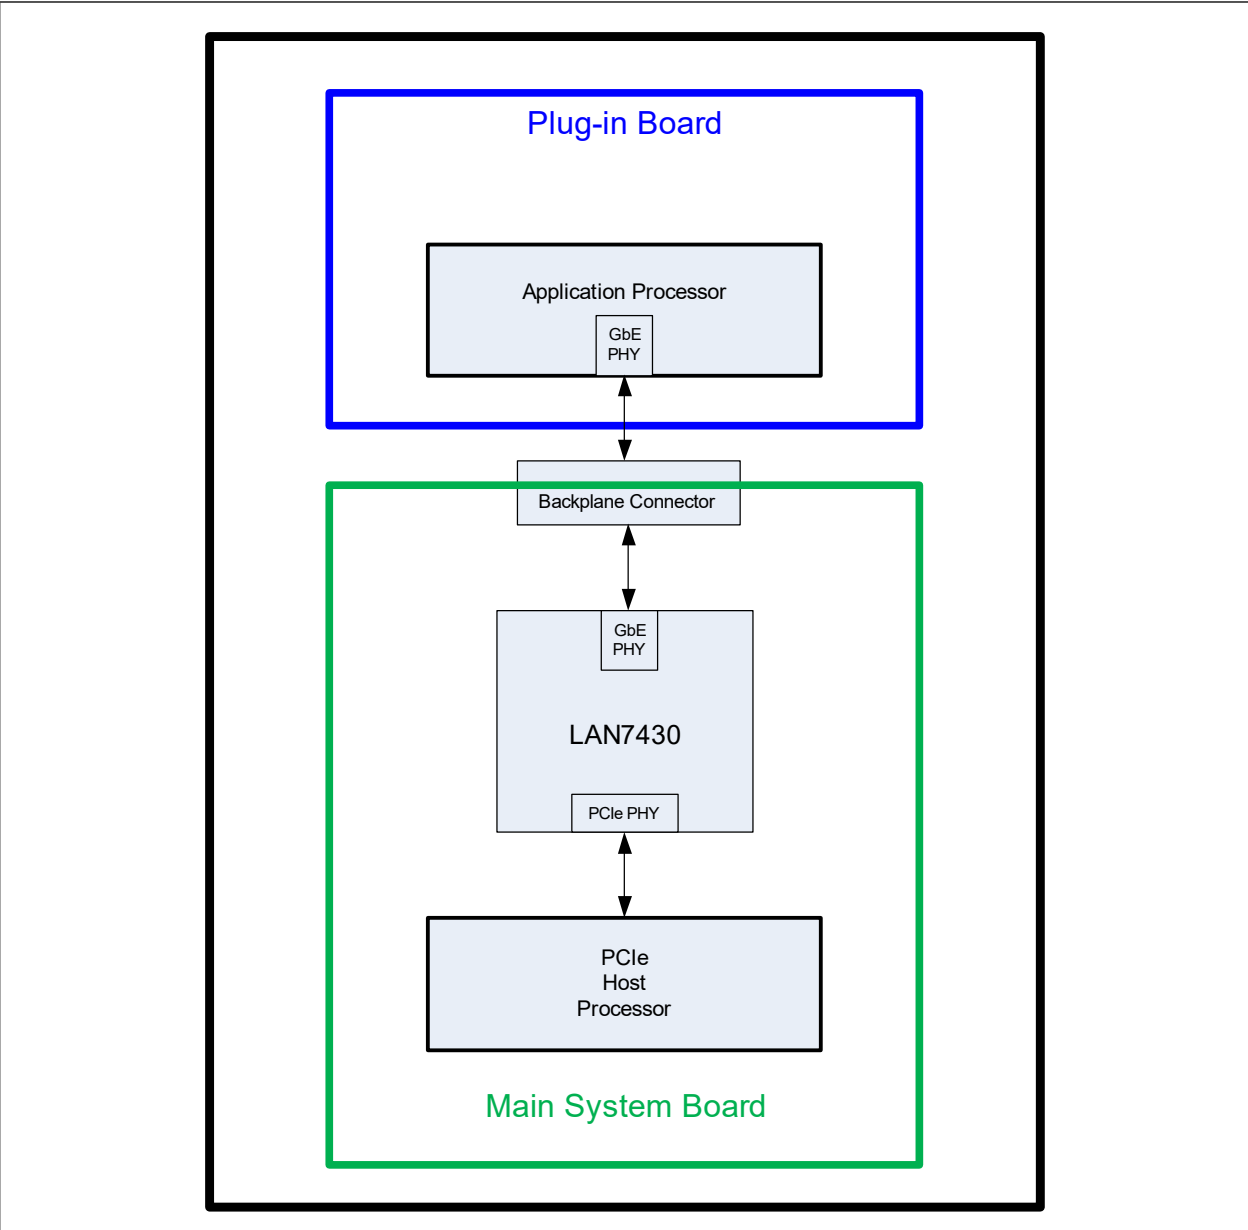 Plug-in Board
Application Processor
GbE
PHY
Backplane Connector
GbE
PHY
LAN7430
PCIe PHY
PCIe
Host
Processor
Main System Board